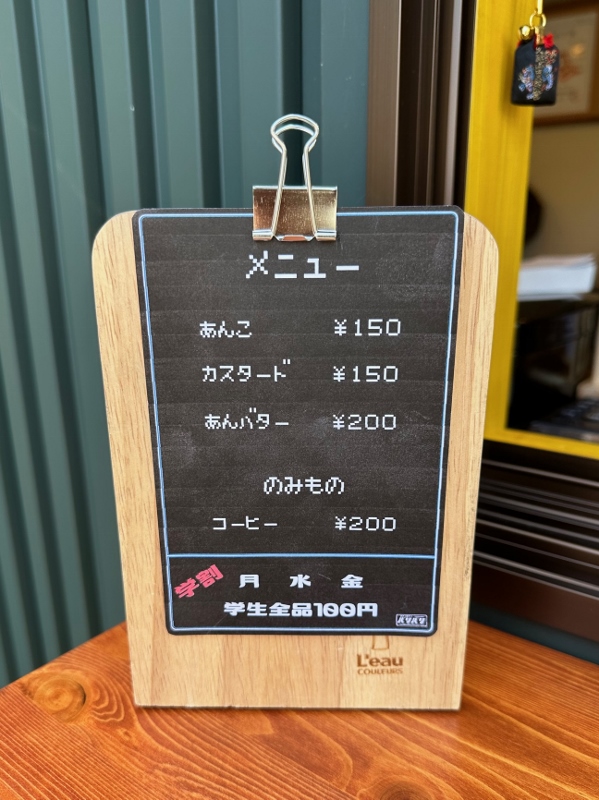 メニュー
あんこ ¥150
カスタード ¥150
あんバター ¥200
のみもの
コーヒー ¥200
学割 月 水 金
学生全品100円
L'eau
COULEURS